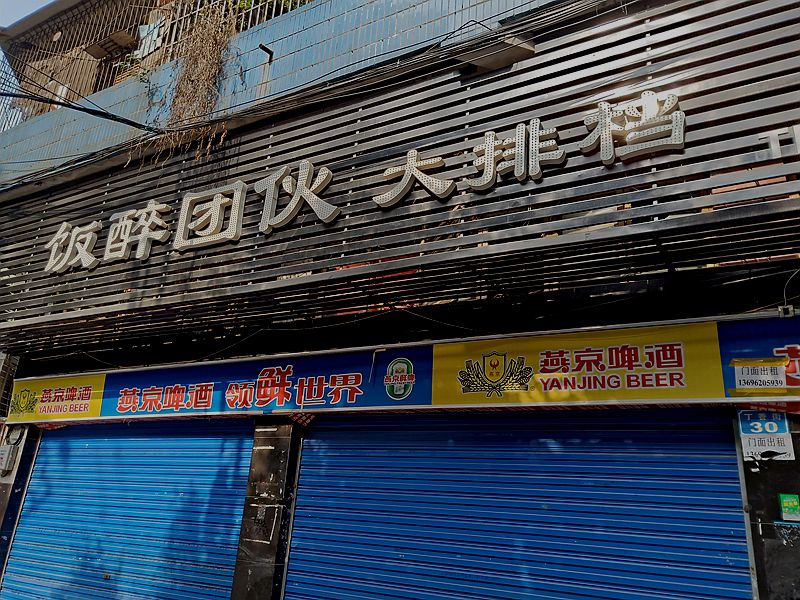 饭醉团伙 大排档
燕京啤酒
YANJING BEER
燕京啤酒 领鲜世界
燕京啤酒
YANJING BEER
门面出租
13696205939
30
门面出租